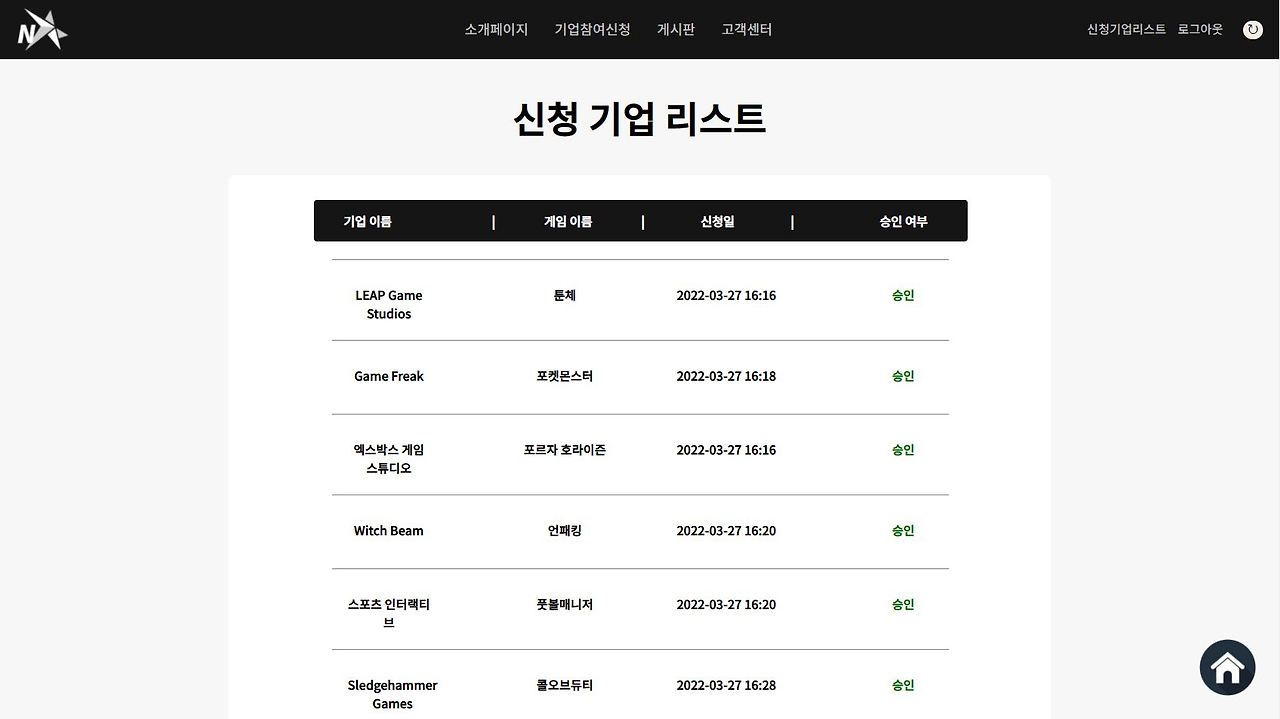 NX
소개페이지 기업참여신청 게시판 고객센터 신청기업리스트 로그아웃
신청 기업 리스트
기업 이름 | 게임 이름 | 신청일 | 승인 여부
LEAP Game 툰체 2022-03-27 16:16 승인
Studios
Game Freak 포켓몬스터 2022-03-27 16:18 승인
엑스박스 게임 포르자 호라이즌 2022-03-27 16:16 승인
스튜디오
Witch Beam 언패킹 2022-03-27 16:20 승인
스포츠 인터랙티 풋볼매니저 2022-03-27 16:20 승인
브
Sledgehammer 콜오브듀티 2022-03-27 16:28 승인
Games